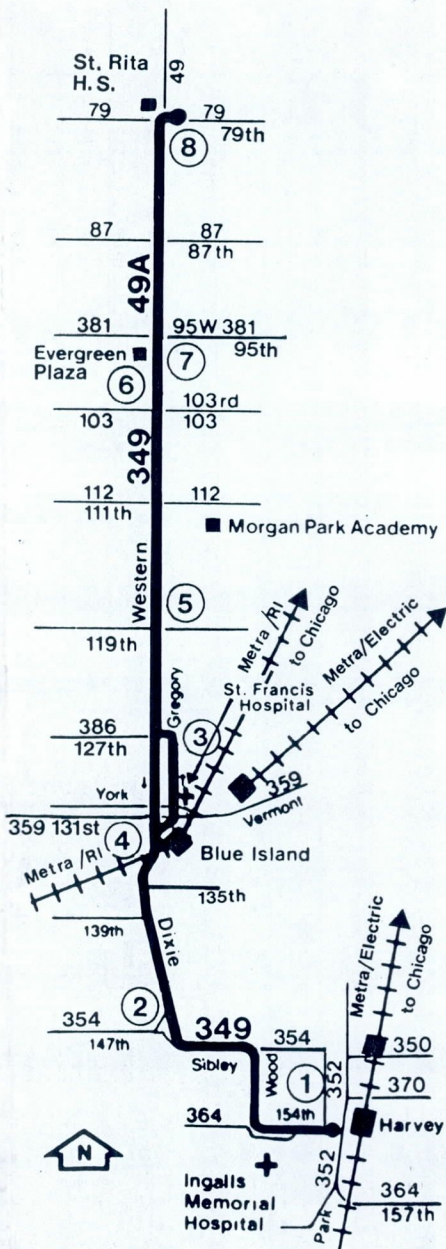 49
St. Rita
H.S.
79 79
79th
8
87 87
87th
49A
381 95W 381
95th
Evergreen
Plaza
7
6
103rd
103 103
349
112 112
111th
Morgan Park Academy
Western
5
119th
Metra/RI
to Chicago
Metra/Electric
to Chicago
Gregory
St. Francis
Hospital
386
127th
3
York
359
Vermont
359 131st
4
Blue Island
Metra/RI
135th
139th
Dixie
Metra/Electric
to Chicago
2
354
147th
349
354
Sibley
350
Wood
1
352
370
154th
364
Harvey
N
352
Ingalls
Memorial
Hospital
364
157th
Park